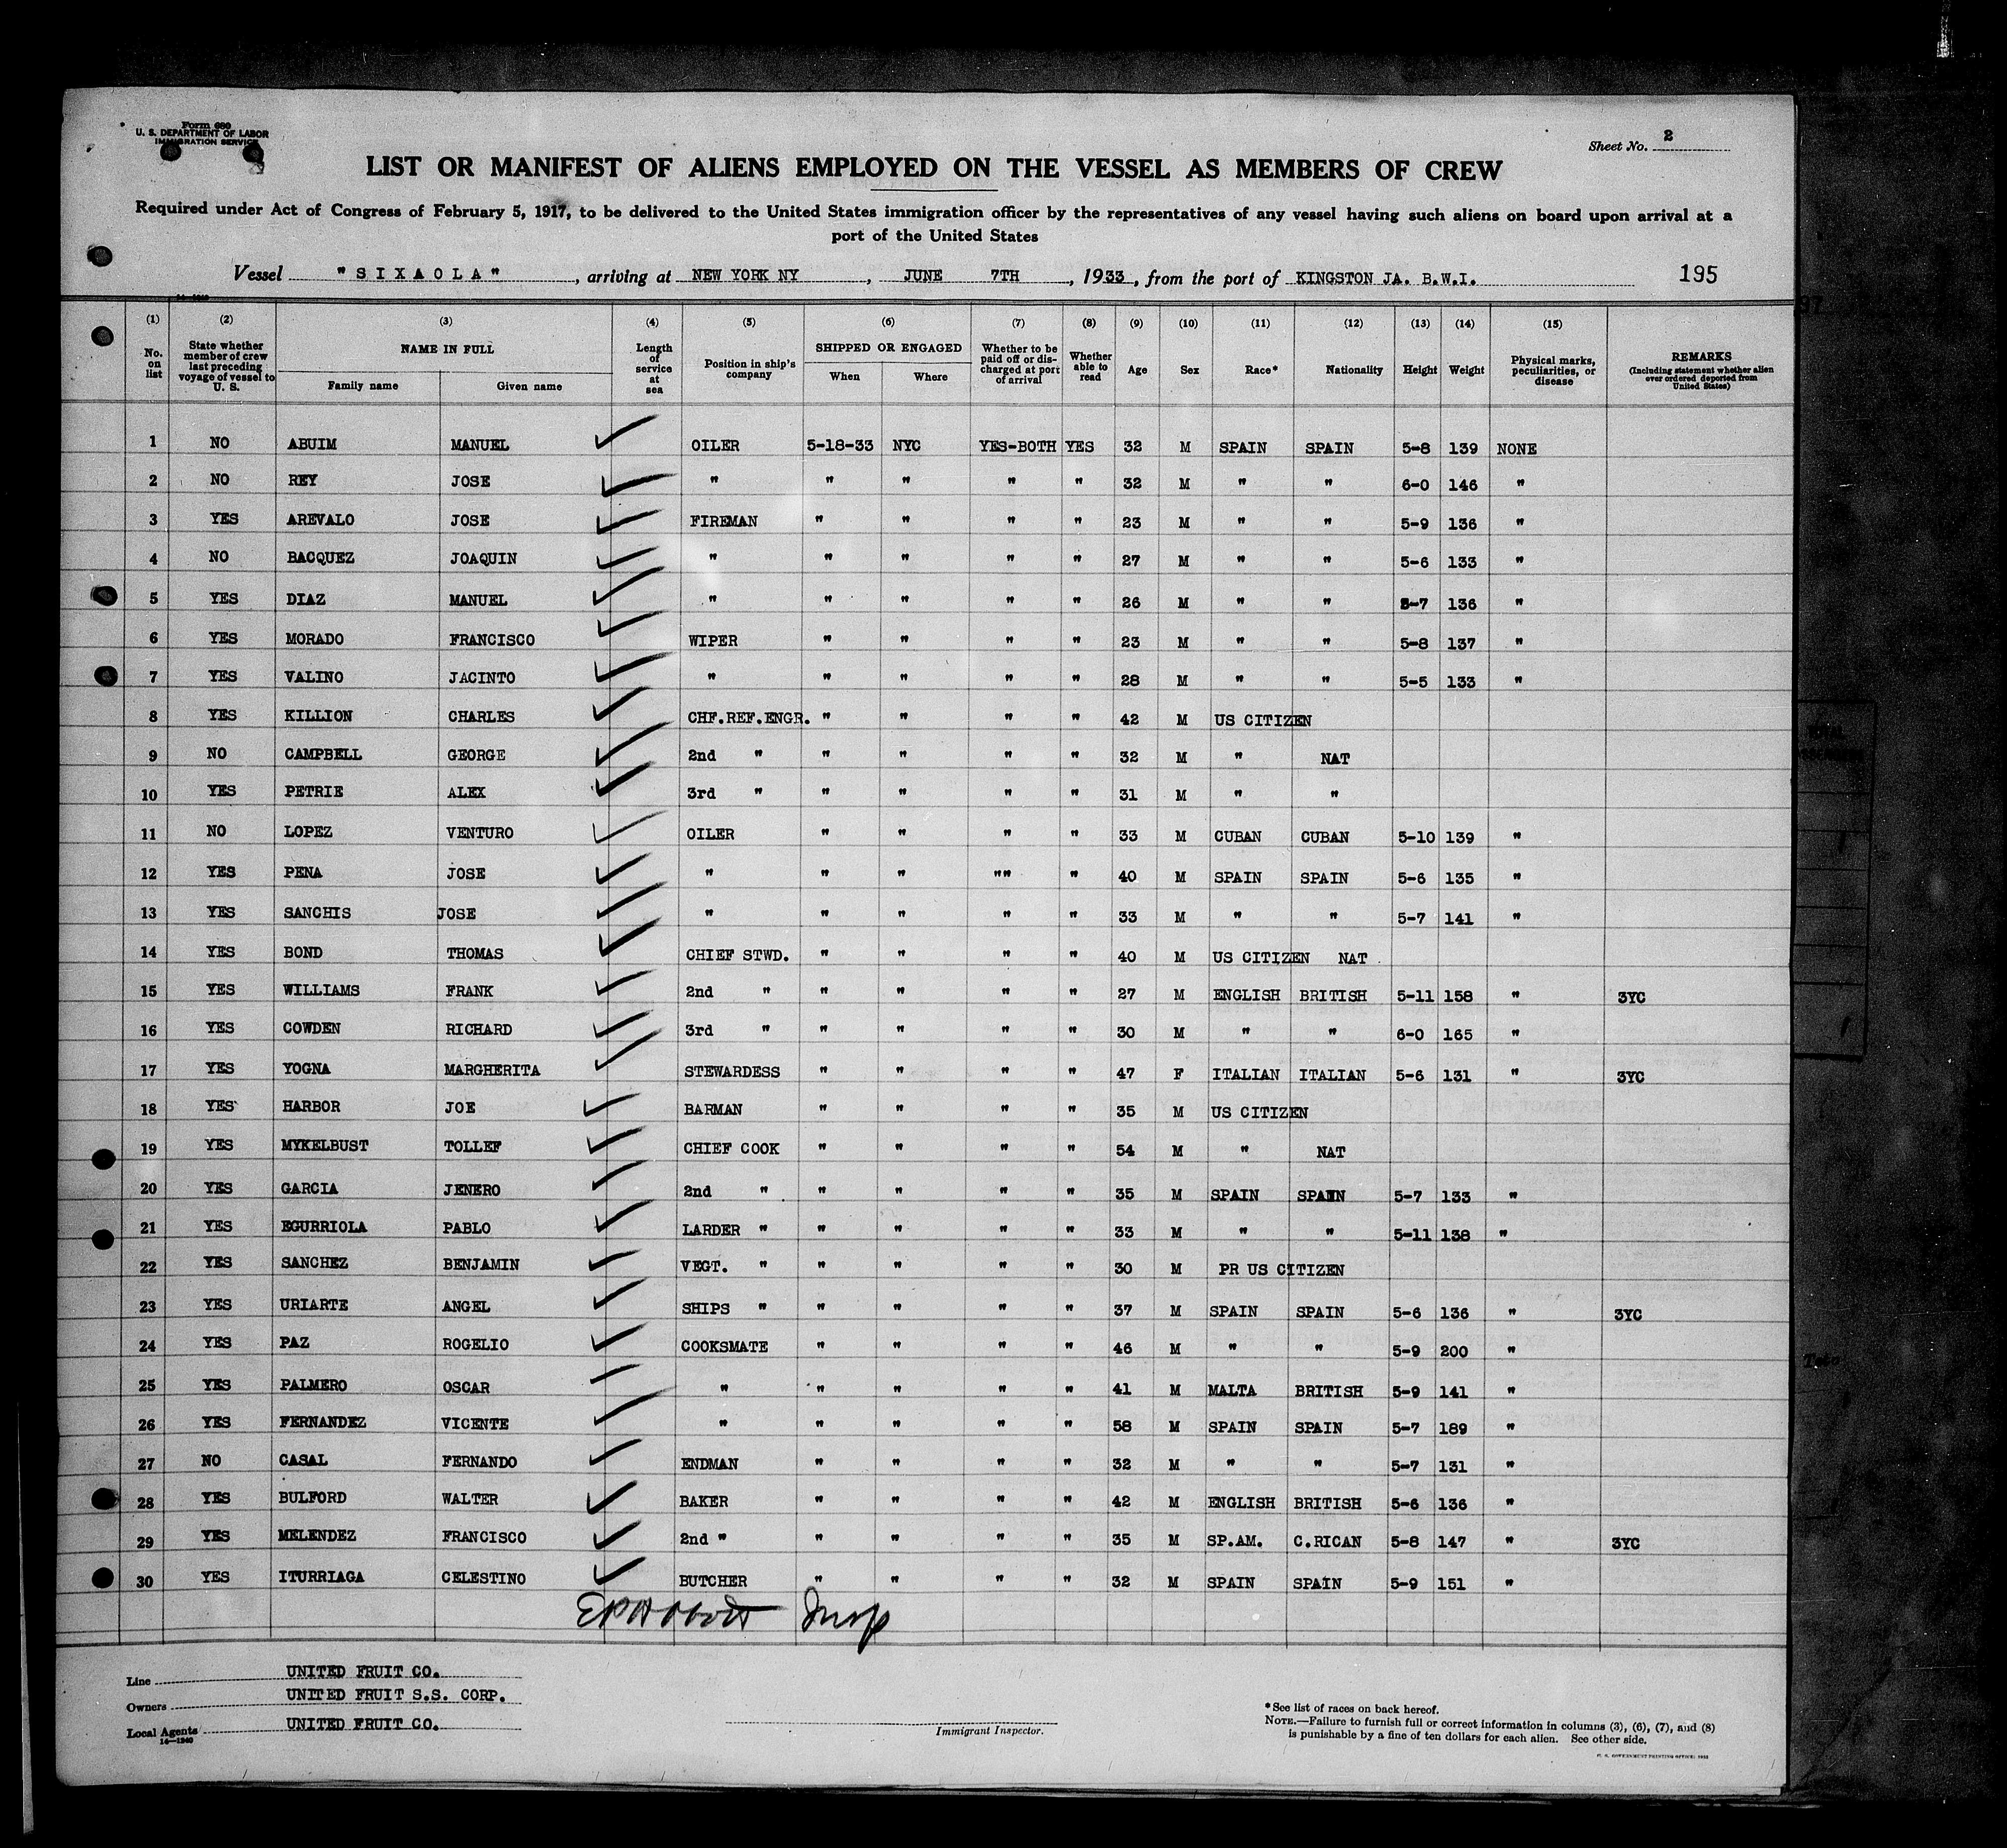 Form 680
U. S. DEPARTMENT OF LABOR
IMMIGRATION SERVICE
Sheet No. 2
LIST OR MANIFEST OF ALIENS EMPLOYED ON THE VESSEL AS MEMBERS OF CREW
Required under Act of Congress of February 5, 1917, to be delivered to the United States immigration officer by the representatives of any vessel having such aliens on board upon arrival at a
port of the United States
Vessel "SIXAOLA", arriving at NEW YORK NY, JUNE 7TH, 1933, from the port of KINGSTON JA. B.W.I. 195
14-1240
(1) (2) (3) (4) (5) (6) (7) (8) (9) (10) (11) (12) (13) (14) (15)
No. on list State whether member of crew last preceding voyage of vessel to U. S. NAME IN FULL Family name Given name Length of service at sea Position in ship's company SHIPPED OR ENGAGED When Where Whether to be paid off or discharged at port of arrival Whether able to read Age Sex Race* Nationality Height Weight Physical marks, peculiarities, or disease REMARKS (Including statement whether alien ever ordered deported from United States)
1 NO ABUIM MANUEL ✓ OILER 5-18-33 NYC YES-BOTH YES 32 M SPAIN SPAIN 5-8 139 NONE
2 NO REY JOSE ✓ " " " " " 32 M " " 6-0 146 "
3 YES AREVALO JOSE ✓ FIREMAN " " " " 23 M " " 5-9 136 "
4 NO BACQUEZ JOAQUIN ✓ " " " " " 27 M " " 5-6 133 "
5 YES DIAZ MANUEL ✓ " " " " " 26 M " " 5-7 136 "
6 YES MORADO FRANCISCO ✓ WIPER " " " " 23 M " " 5-8 137 "
7 YES VALINO JACINTO ✓ " " " " " 28 M " " 5-5 133 "
8 YES KILLION CHARLES ✓ CHF.REF.ENGR. " " " " 42 M US CITIZEN
9 NO CAMPBELL GEORGE ✓ 2nd " " " " " 32 M " NAT
10 YES PETRIE ALEX ✓ 3rd " " " " " 31 M " "
11 NO LOPEZ VENTURO ✓ OILER " " " " 33 M CUBAN CUBAN 5-10 139 "
12 YES PENA JOSE ✓ " " " "" " 40 M SPAIN SPAIN 5-6 135 "
13 YES SANCHIS JOSE ✓ " " " " " 33 M " " 5-7 141 "
14 YES BOND THOMAS ✓ CHIEF STWD. " " " " 40 M US CITIZEN NAT
15 YES WILLIAMS FRANK ✓ 2nd " " " " " 27 M ENGLISH BRITISH 5-11 158 " 3YC
16 YES COWDEN RICHARD ✓ 3rd " " " " " 30 M " " 6-0 165 "
17 YES YOGNA MARGHERITA ✓ STEWARDESS " " " " 47 F ITALIAN ITALIAN 5-6 131 " 3YC
18 YES HARBOR JOE ✓ BARMAN " " " " 35 M US CITIZEN
19 YES MYKELBUST TOLLEF ✓ CHIEF COOK " " " " 54 M " NAT
20 YES GARCIA JENERO ✓ 2nd " " " " " 35 M SPAIN SPAIN 5-7 133 "
21 YES EGURRIOLA PABLO ✓ LARDER " " " " " 33 M " " 5-11 138 "
22 YES SANCHEZ BENJAMIN ✓ VEGT. " " " " " 30 M PR US CITIZEN
23 YES URIARTE ANGEL ✓ SHIPS " " " " " 37 M SPAIN SPAIN 5-6 136 " 3YC
24 YES PAZ ROGELIO ✓ COOKSMATE " " " " 46 M " " 5-9 200 "
25 YES PALMERO OSCAR ✓ " " " " " 41 M MALTA BRITISH 5-9 141 "
26 YES FERNANDEZ VICENTE ✓ " " " " " 58 M SPAIN SPAIN 5-7 189 "
27 NO CASAL FERNANDO ✓ ENDMAN " " " " 32 M " " 5-7 131 "
28 YES BULFORD WALTER ✓ BAKER " " " " 42 M ENGLISH BRITISH 5-6 136 "
29 YES MELENDEZ FRANCISCO ✓ 2nd " " " " " 35 M SP.AM. C.RICAN 5-8 147 " 3YC
30 YES ITURRIAGA CELESTINO ✓ BUTCHER " " " " 32 M SPAIN SPAIN 5-9 151 "
Insp
Line UNITED FRUIT CO.
Owners UNITED FRUIT S.S. CORP.
Local Agents UNITED FRUIT CO.
14-1240
Immigrant Inspector.
*See list of races on back hereof.
NOTE.—Failure to furnish full or correct information in columns (3), (6), (7), and (8)
is punishable by a fine of ten dollars for each alien. See other side.
U. S. GOVERNMENT PRINTING OFFICE: 1932